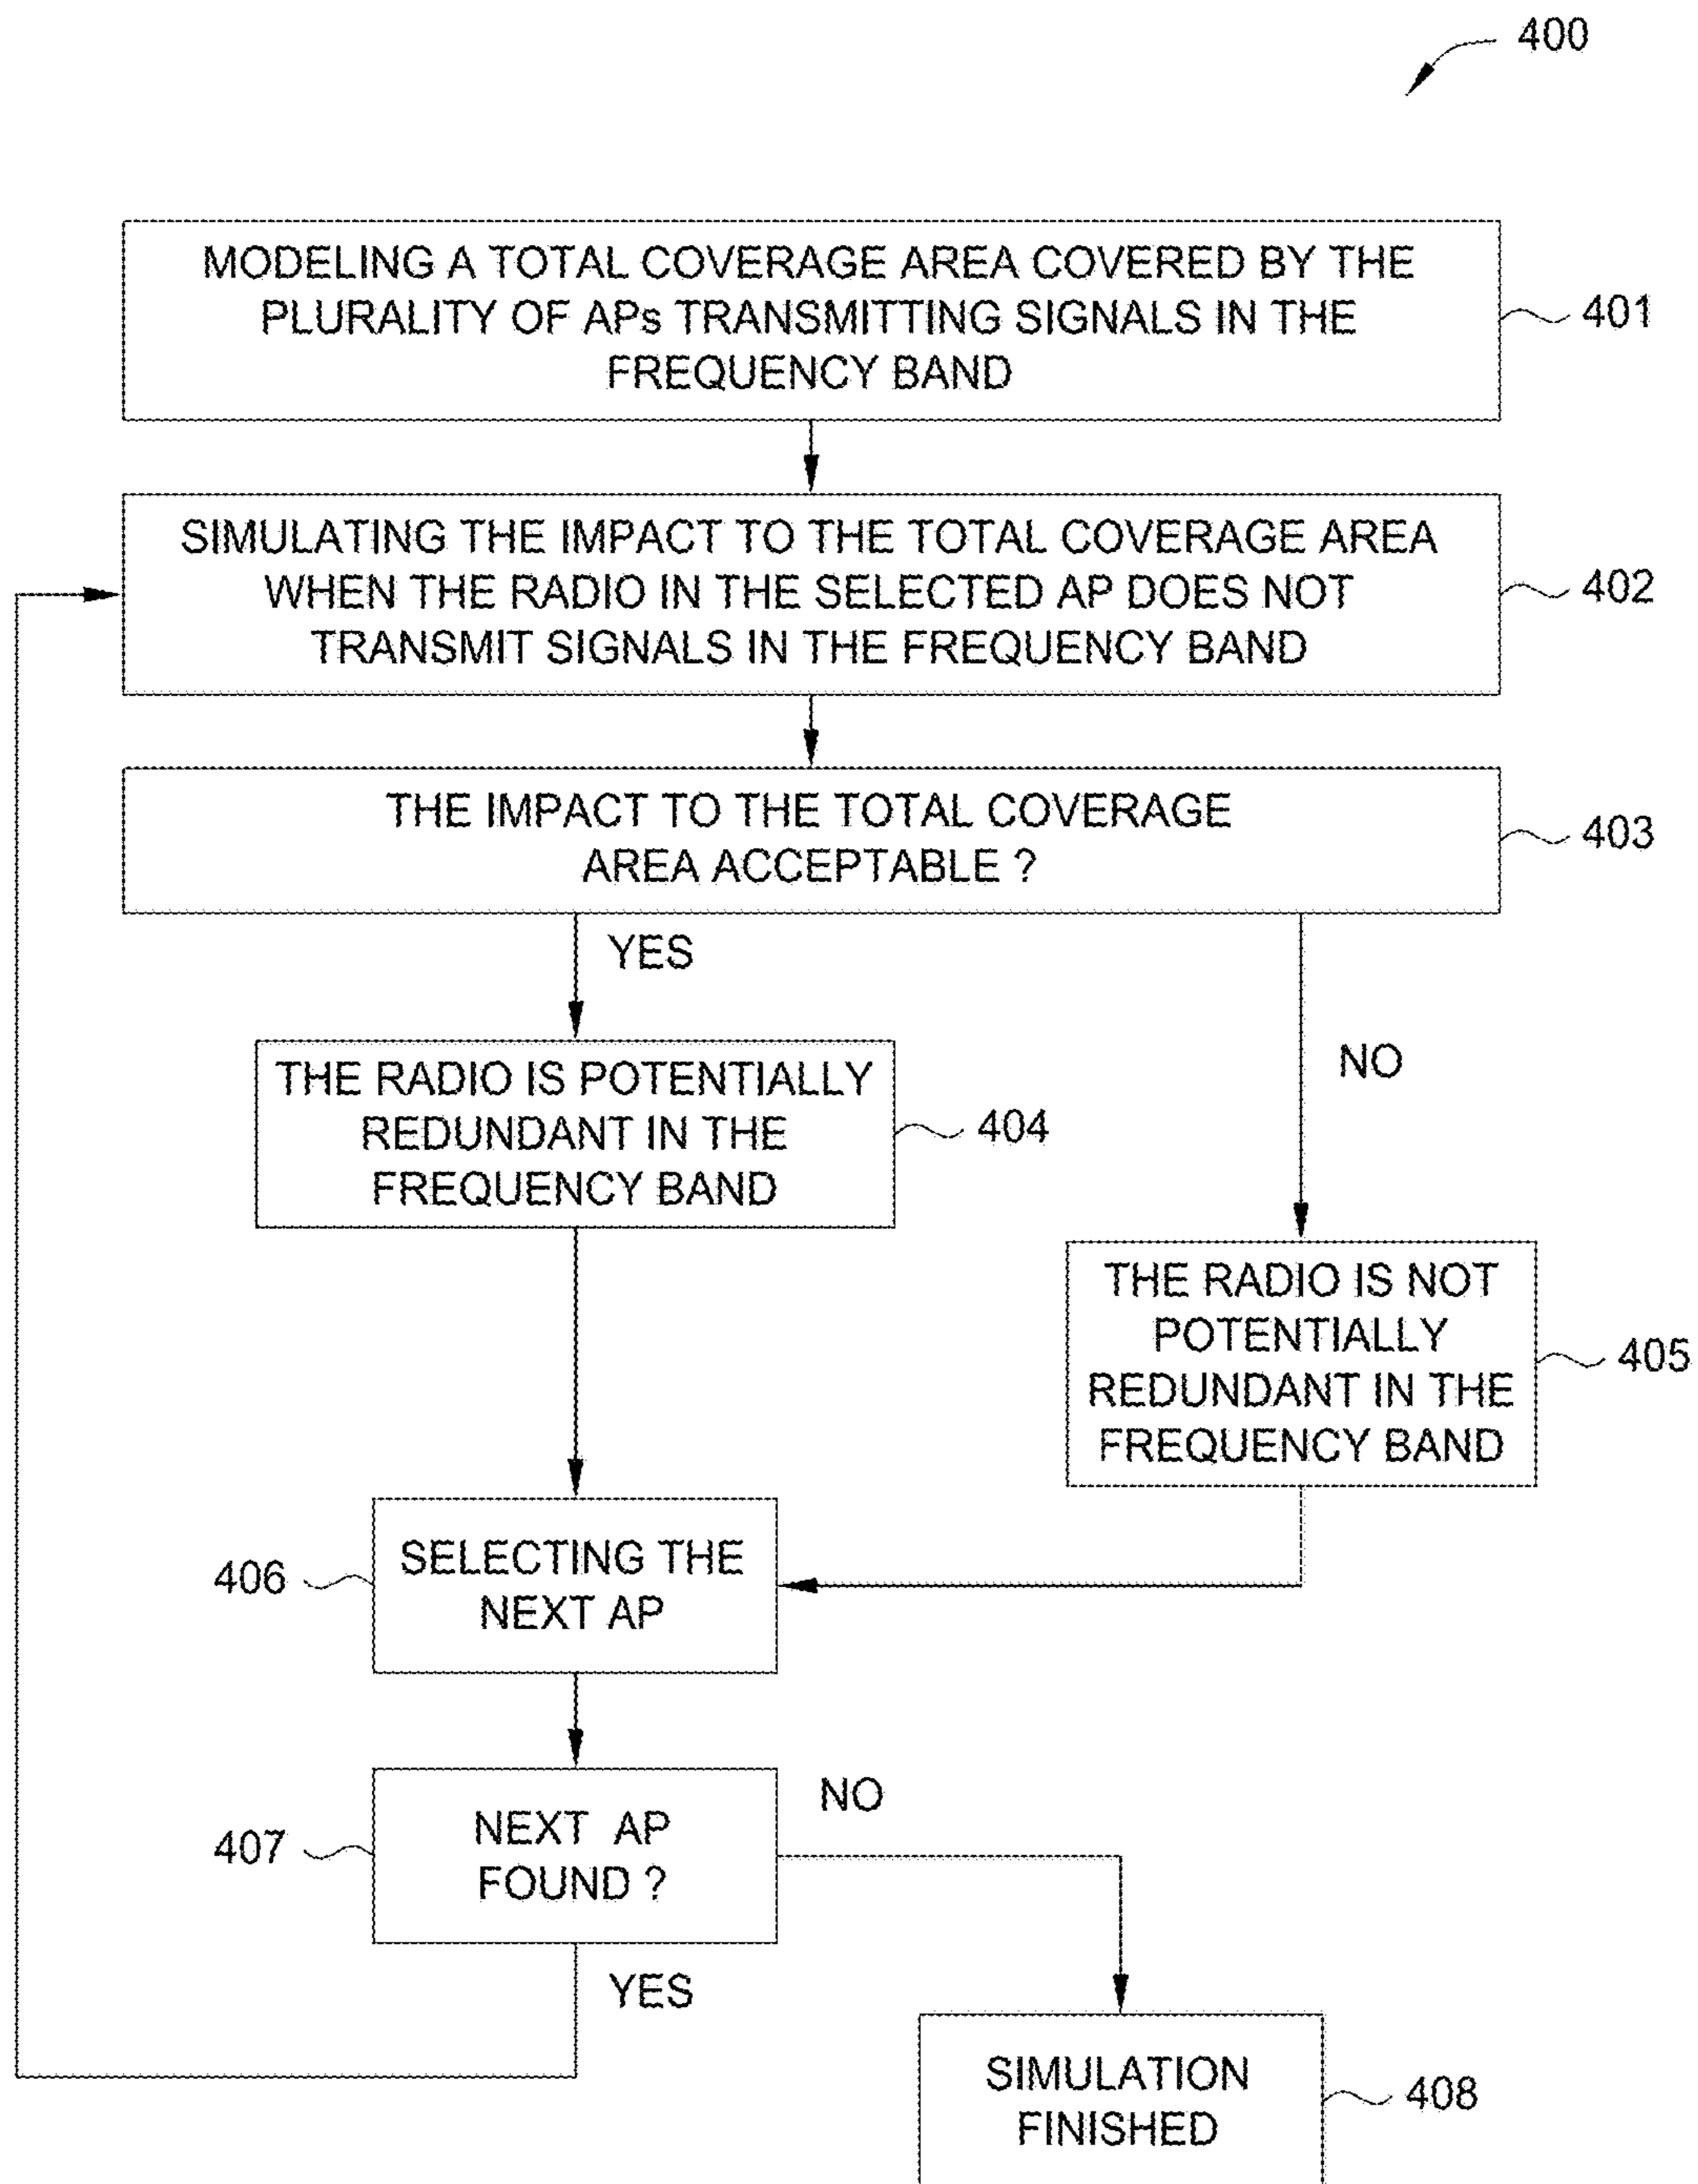 400
MODELING A TOTAL COVERAGE AREA COVERED BY THE
PLURALITY OF APs TRANSMITTING SIGNALS IN THE
FREQUENCY BAND
401
SIMULATING THE IMPACT TO THE TOTAL COVERAGE AREA
WHEN THE RADIO IN THE SELECTED AP DOES NOT
TRANSMIT SIGNALS IN THE FREQUENCY BAND
402
THE IMPACT TO THE TOTAL COVERAGE
AREA ACCEPTABLE ?
403
YES
NO
THE RADIO IS POTENTIALLY
REDUNDANT IN THE
FREQUENCY BAND
404
THE RADIO IS NOT
POTENTIALLY
REDUNDANT IN THE
FREQUENCY BAND
405
SELECTING THE
NEXT AP
406
NEXT AP
FOUND ?
407
NO
YES
SIMULATION
FINISHED
408